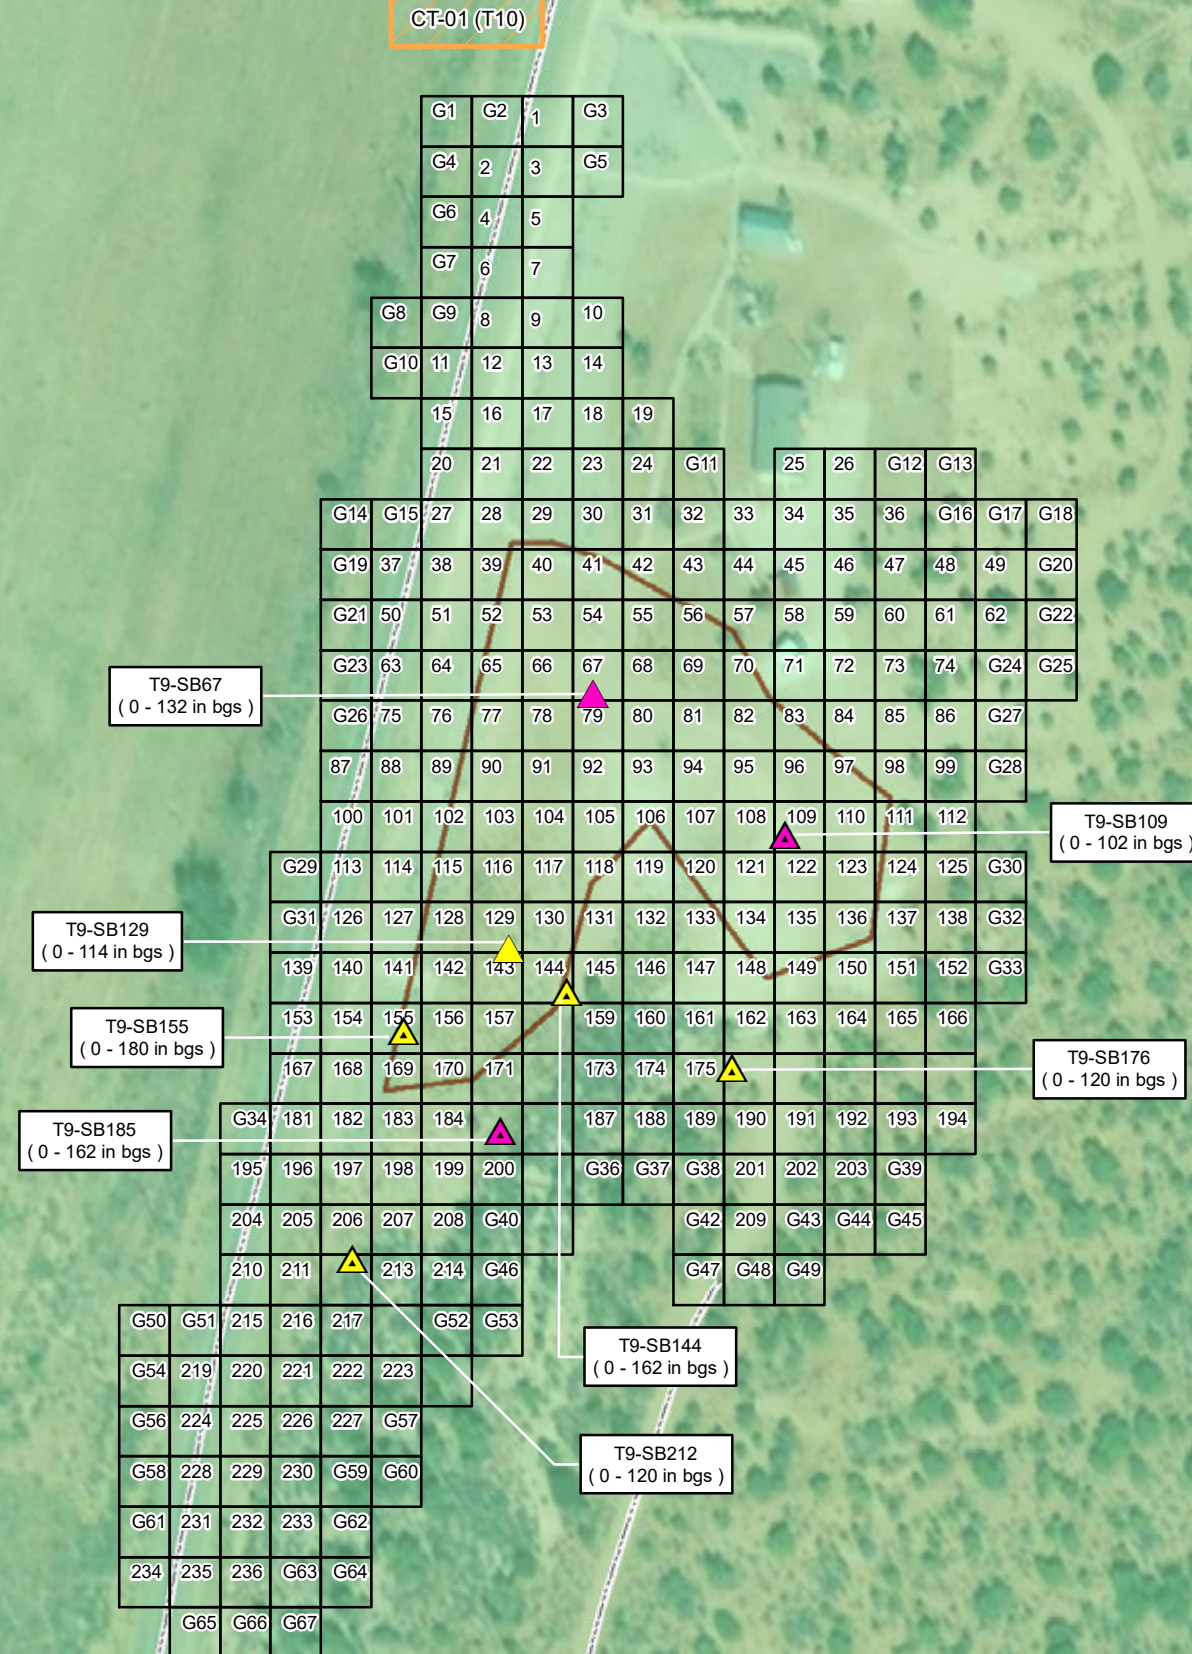 CT-01 (T10)
G1 G2 1 G3
G4 2 3 G5
G6 4 5
G7 6 7
G8 G9 8 9 10
G10 11 12 13 14
15 16 17 18 19
20 21 22 23 24 G11 25 26 G12 G13
G14 G15 27 28 29 30 31 32 33 34 35 36 G16 G17 G18
G19 37 38 39 40 41 42 43 44 45 46 47 48 49 G20
G21 50 51 52 53 54 55 56 57 58 59 60 61 62 G22
G23 63 64 65 66 67 68 69 70 71 72 73 74 G24 G25
T9-SB67
( 0 - 132 in bgs )
G26 75 76 77 78 79 80 81 82 83 84 85 86 G27
87 88 89 90 91 92 93 94 95 96 97 98 99 G28
100 101 102 103 104 105 106 107 108 109 110 111 112
T9-SB109
( 0 - 102 in bgs )
G29 113 114 115 116 117 118 119 120 121 122 123 124 125 G30
G31 126 127 128 129 130 131 132 133 134 135 136 137 138 G32
T9-SB129
( 0 - 114 in bgs )
139 140 141 142 143 144 145 146 147 148 149 150 151 152 G33
153 154 155 156 157 159 160 161 162 163 164 165 166
T9-SB155
( 0 - 180 in bgs )
167 168 169 170 171 173 174 175
T9-SB176
( 0 - 120 in bgs )
G34 181 182 183 184 187 188 189 190 191 192 193 194
T9-SB185
( 0 - 162 in bgs )
195 196 197 198 199 200 G36 G37 G38 201 202 203 G39
204 205 206 207 208 G40 G42 209 G43 G44 G45
210 211 213 214 G46 G47 G48 G49
G50 G51 215 216 217 G52 G53
T9-SB144
( 0 - 162 in bgs )
G54 219 220 221 222 223
G56 224 225 226 227 G57
T9-SB212
( 0 - 120 in bgs )
G58 228 229 230 G59 G60
G61 231 232 233 G62
234 235 236 G63 G64
G65 G66 G67